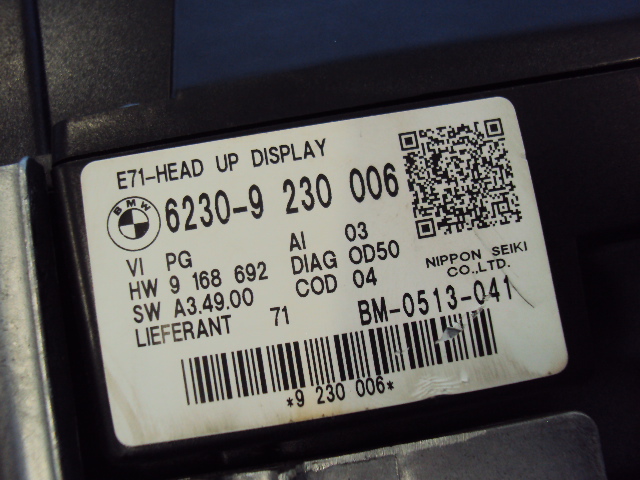 E71-HEAD UP DISPLAY
BMW 6230-9 230 006
VI PG AI 03
HW 9 168 692 DIAG 0D50
SW A3.49.00 COD 04
LIEFERANT 71
NIPPON SEIKI
CO.,LTD.
BM-0513-041
*9 230 006*